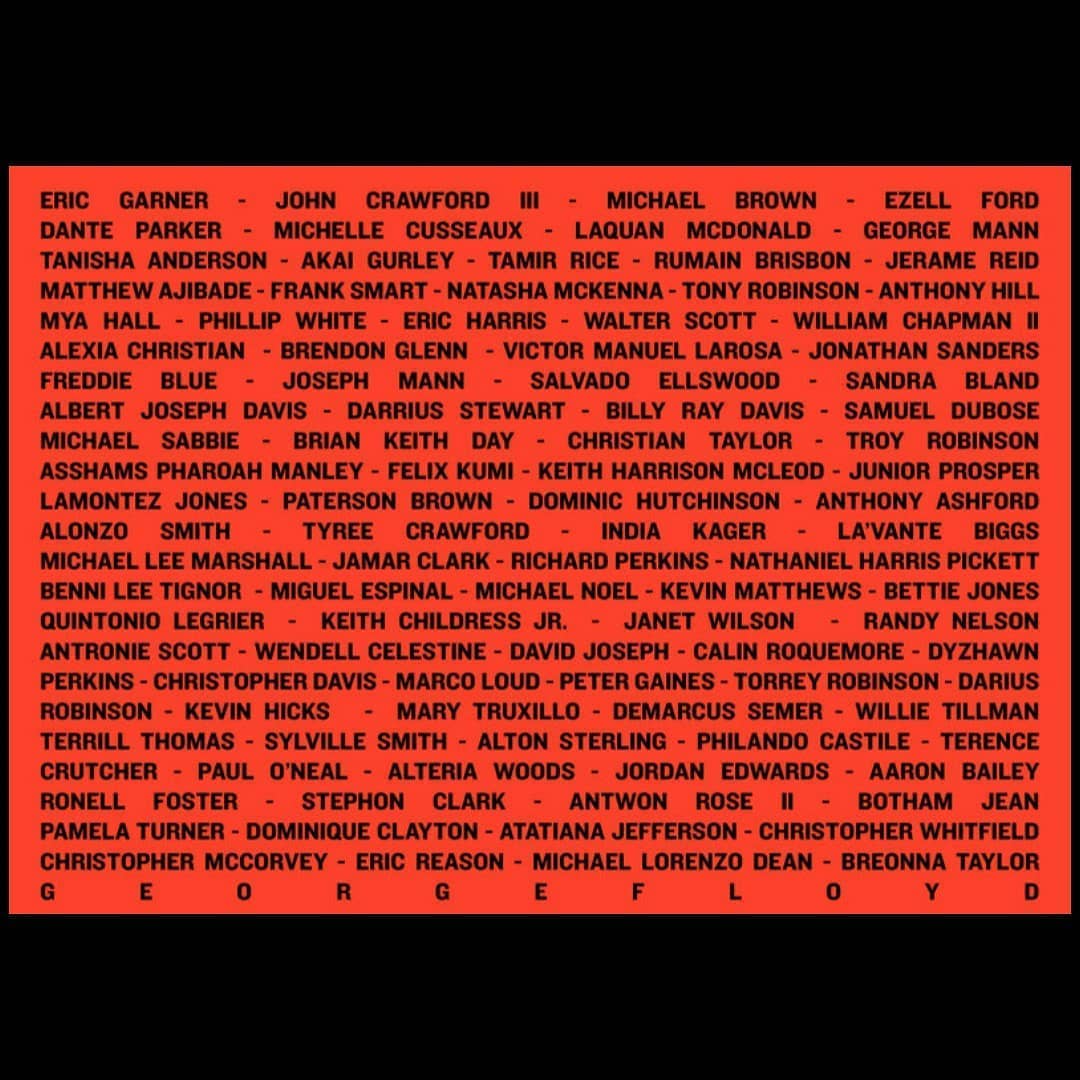 ERIC GARNER - JOHN CRAWFORD III - MICHAEL BROWN - EZELL FORD
DANTE PARKER - MICHELLE CUSSEAUX - LAQUAN MCDONALD - GEORGE MANN
TANISHA ANDERSON - AKAI GURLEY - TAMIR RICE - RUMAIN BRISBON - JERAME REID
MATTHEW AJIBADE - FRANK SMART - NATASHA MCKENNA - TONY ROBINSON - ANTHONY HILL
MYA HALL - PHILLIP WHITE - ERIC HARRIS - WALTER SCOTT - WILLIAM CHAPMAN II
ALEXIA CHRISTIAN - BRENDON GLENN - VICTOR MANUEL LAROSA - JONATHAN SANDERS
FREDDIE BLUE - JOSEPH MANN - SALVADO ELLSWOOD - SANDRA BLAND
ALBERT JOSEPH DAVIS - DARRIUS STEWART - BILLY RAY DAVIS - SAMUEL DUBOSE
MICHAEL SABBIE - BRIAN KEITH DAY - CHRISTIAN TAYLOR - TROY ROBINSON
ASSHAMS PHAROAH MANLEY - FELIX KUMI - KEITH HARRISON MCLEOD - JUNIOR PROSPER
LAMONTEZ JONES - PATERSON BROWN - DOMINIC HUTCHINSON - ANTHONY ASHFORD
ALONZO SMITH - TYREE CRAWFORD - INDIA KAGER - LA'VANTE BIGGS
MICHAEL LEE MARSHALL - JAMAR CLARK - RICHARD PERKINS - NATHANIEL HARRIS PICKETT
BENNI LEE TIGNOR - MIGUEL ESPINAL - MICHAEL NOEL - KEVIN MATTHEWS - BETTIE JONES
QUINTONIO LEGRIER - KEITH CHILDRESS JR. - JANET WILSON - RANDY NELSON
ANTRONIE SCOTT - WENDELL CELESTINE - DAVID JOSEPH - CALIN ROQUEMORE - DYZHAWN
PERKINS - CHRISTOPHER DAVIS - MARCO LOUD - PETER GAINES - TORREY ROBINSON - DARIUS
ROBINSON - KEVIN HICKS - MARY TRUXILLO - DEMARCUS SEMER - WILLIE TILLMAN
TERRILL THOMAS - SYLVILLE SMITH - ALTON STERLING - PHILANDO CASTILE - TERENCE
CRUTCHER - PAUL O'NEAL - ALTERIA WOODS - JORDAN EDWARDS - AARON BAILEY
RONELL FOSTER - STEPHON CLARK - ANTWON ROSE II - BOTHAM JEAN
PAMELA TURNER - DOMINIQUE CLAYTON - ATATIANA JEFFERSON - CHRISTOPHER WHITFIELD
CHRISTOPHER MCCORVEY - ERIC REASON - MICHAEL LORENZO DEAN - BREONNA TAYLOR
G E O R G E F L O Y D